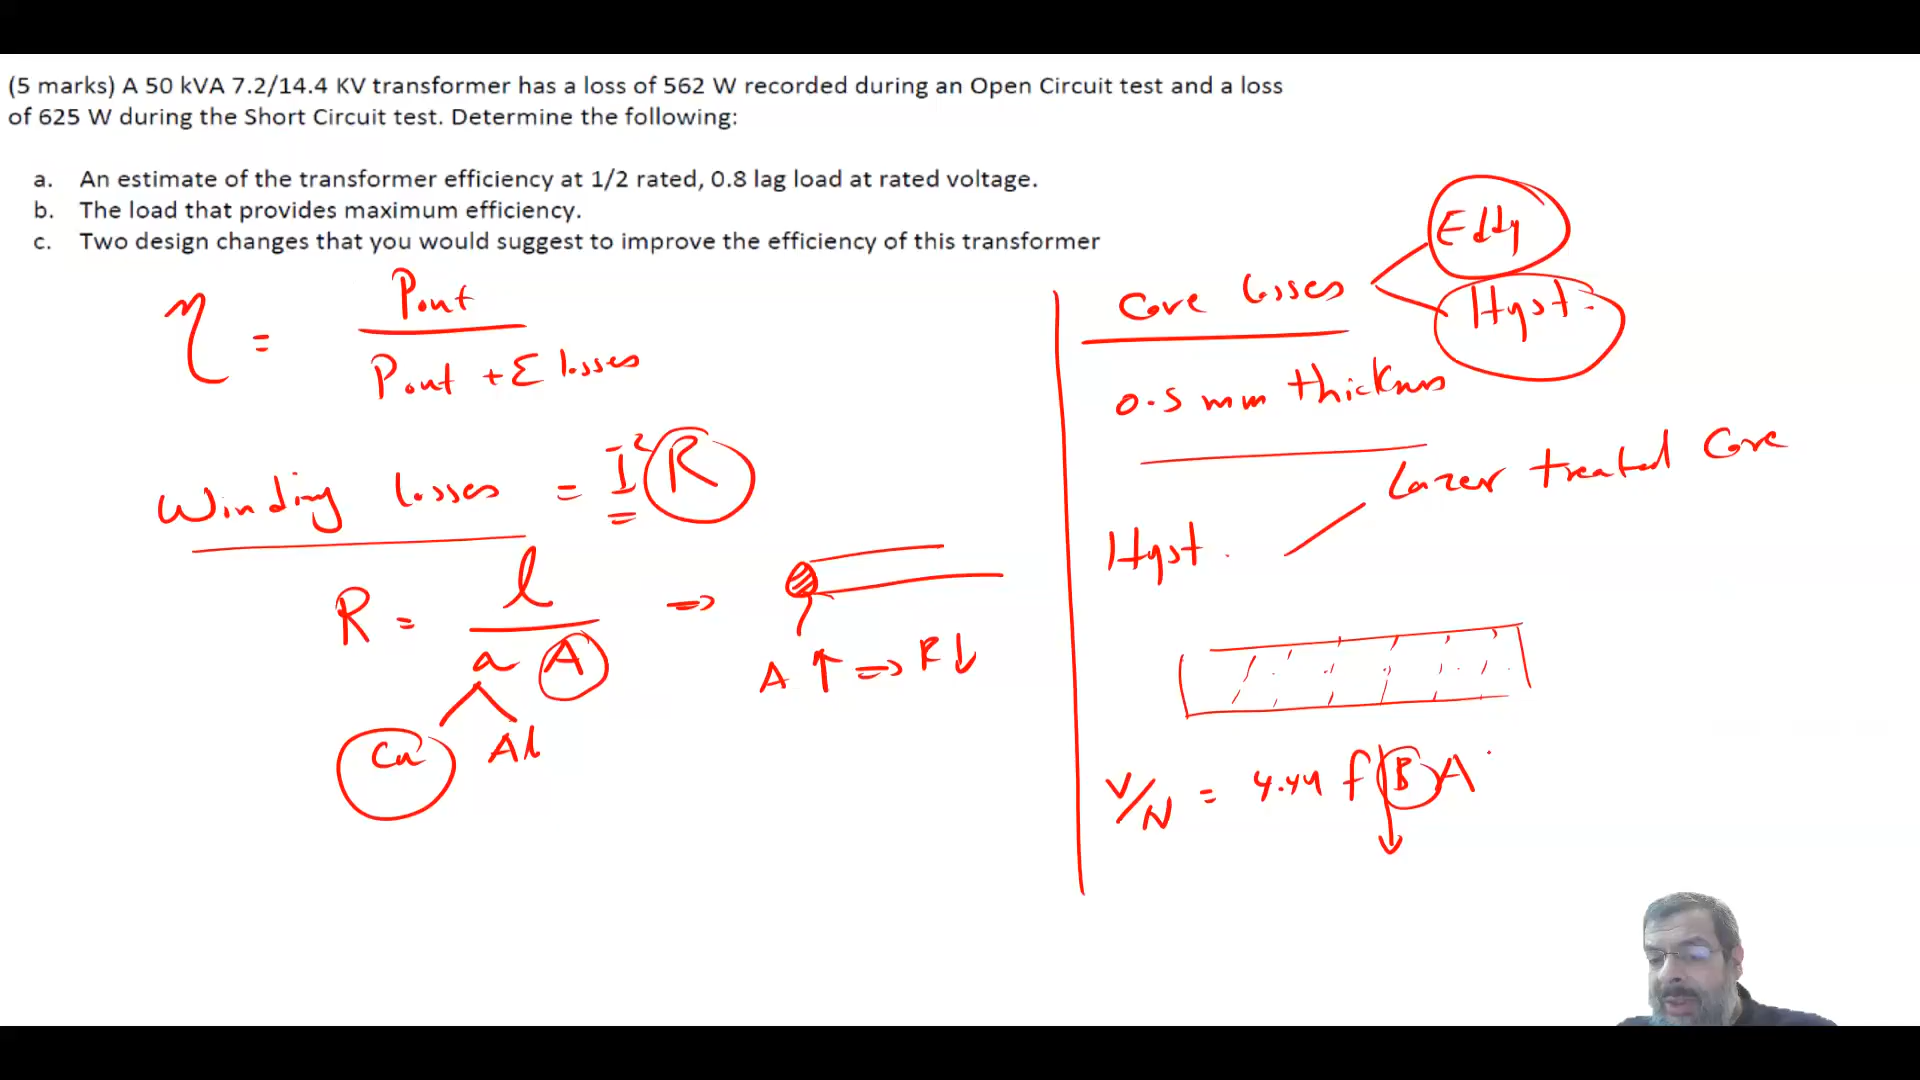 (5 marks) A 50 kVA 7.2/14.4 KV transformer has a loss of 562 W recorded during an Open Circuit test and a loss
of 625 W during the Short Circuit test. Determine the following:
a. An estimate of the transformer efficiency at 1/2 rated, 0.8 lag load at rated voltage.
b. The load that provides maximum efficiency.
c. Two design changes that you would suggest to improve the efficiency of this transformer
η = Pout / Pout + Σ losses
Winding losses = I²R
R = l / a A ⇒
A ↑ ⇒ R ↓
Cu Al
Core losses
Eddy
Hyst.
0.5 mm thickness
Lazer treated Core
Hyst.
V/N = 4.44 f B A